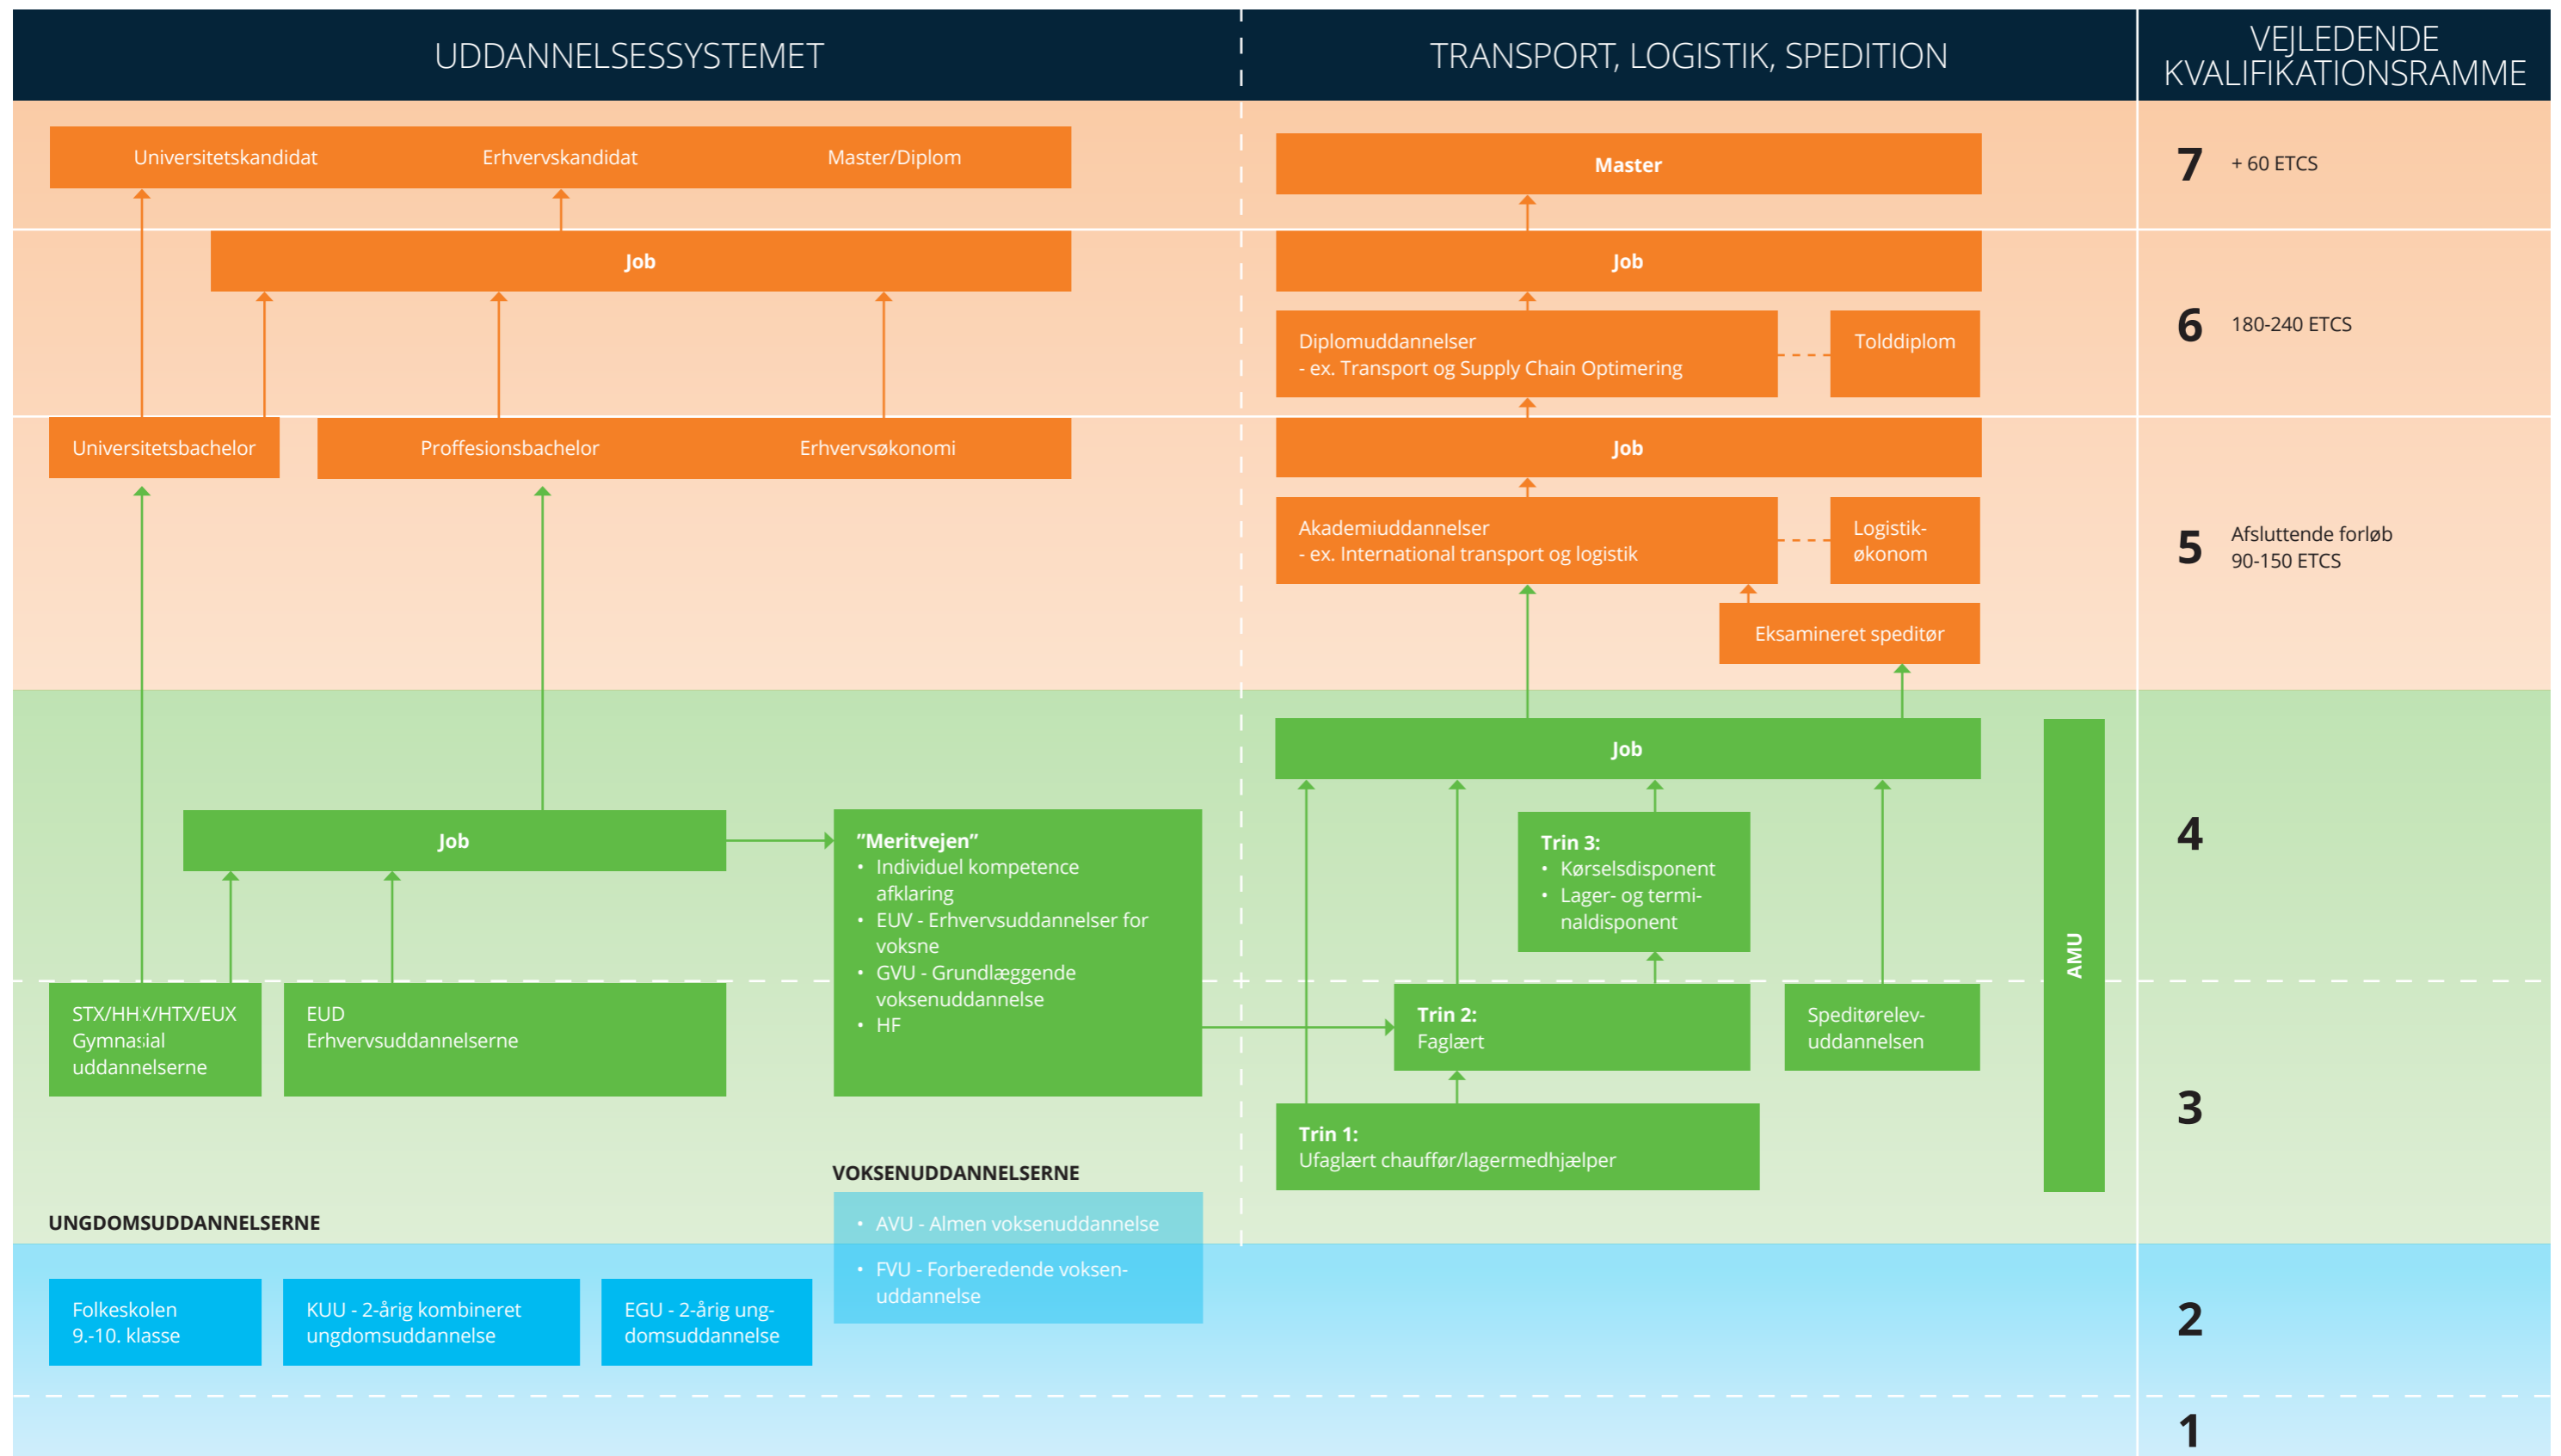 UDDANNELSESSYSTEMET
TRANSPORT, LOGISTIK, SPEDITION
VEJLEDENDE
KVALIFIKATIONSRAMME
Universitetskandidat
Erhvervskandidat
Master/Diplom
Master
7
+ 60 ETCS
Job
Job
Diplomuddannelser
- ex. Transport og Supply Chain Optimering
Tolddiplom
6
180-240 ETCS
Universitetsbachelor
Proffesionsbachelor
Erhvervsøkonomi
Job
Akademiuddannelser
- ex. International transport og logistik
Logistik-
økonom
Eksamineret speditør
5
Afsluttende forløb
90-150 ETCS
Job
Job
”Meritvejen”
• Individuel kompetence
afklaring
• EUV - Erhvervsuddannelser for
voksne
• GVU - Grundlæggende
voksenuddannelse
• HF
Trin 3:
• Kørselsdisponent
• Lager- og termi-
naldisponent
AMU
4
STX/HHX/HTX/EUX
Gymnasial
uddannelserne
EUD
Erhvervsuddannelserne
Trin 2:
Faglært
Speditørelev-
uddannelsen
Trin 1:
Ufaglært chauffør/lagermedhjælper
3
VOKSENUDDANNELSERNE
• AVU - Almen voksenuddannelse
• FVU - Forberedende voksen-
uddannelse
UNGDOMSUDDANNELSERNE
Folkeskolen
9.-10. klasse
KUU - 2-årig kombineret
ungdomsuddannelse
EGU - 2-årig ung-
domsuddannelse
2
1